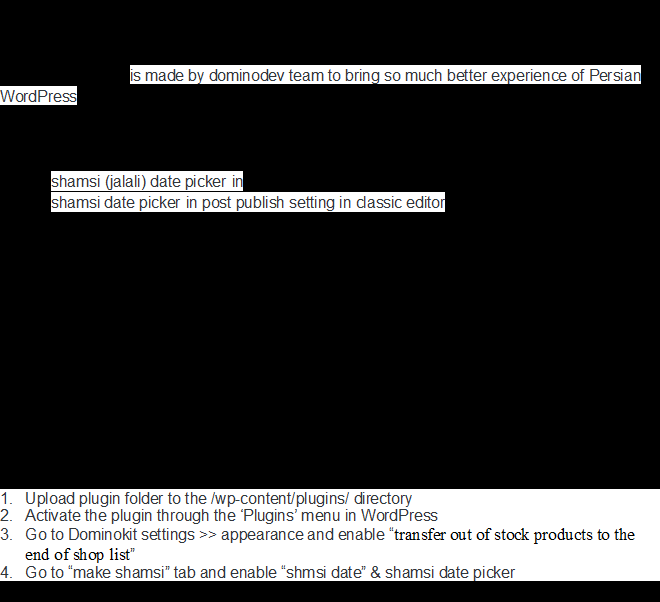 is made by dominodev team to bring so much better experience of Persian
WordPress
shamsi (jalali) date picker in
shamsi date picker in post publish setting in classic editor
1. Upload plugin folder to the /wp-content/plugins/ directory
2. Activate the plugin through the ‘Plugins’ menu in WordPress
3. Go to Dominokit settings >> appearance and enable “transfer out of stock products to the
end of shop list”
4. Go to “make shamsi” tab and enable “shmsi date” & shamsi date picker